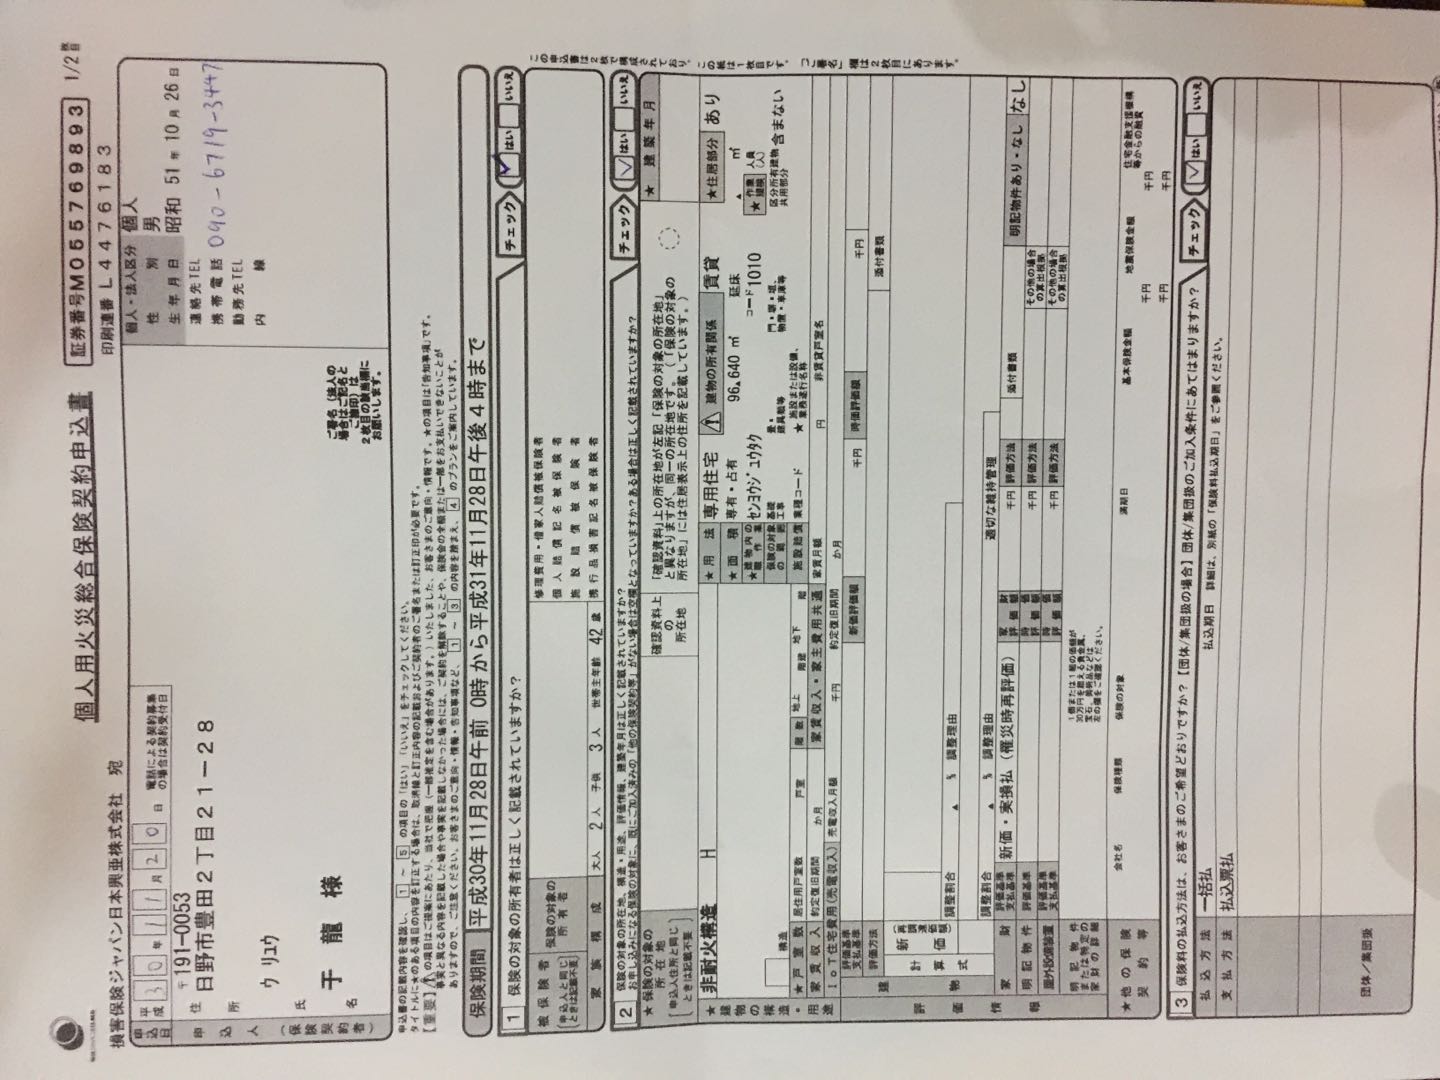 個人用火災総合保険契約申込書
証券番号M055769893
1/2枚目
印刷連番 L4476183
損害保険ジャパン日本興亜株式会社 宛
申込日 平成 30 年 11 月 20 日 電話による契約募集の場合は契約受付日
個人・法人区分 個人
性別 男
生年月日 昭和 51 年 10 月 26 日
連絡先TEL
携帯電話 090-6719-3447
勤務先TEL
内線
申込人(保険契約者)
住所
〒191-0053
日野市豊田2丁目21-28
氏名
ウ リュウ
于 龍 様
ご署名(法人の
場合はご記名と
ご捺印)は
2枚目の該当欄に
お願いします。
申込書の記載内容を確認し、 1 ~ 5 の項目の「はい」「いいえ」をチェックしてください。
タイトルに★のある項目の内容を訂正する場合は、取消線と訂正内容の記載およびご契約者のご署名または訂正印が必要です。
【重要】 の項目はご提案にあたり、当社で把握(一部推定を含む場合があります。)いたしました、お客さまのご意向・情報です。★の項目は「告知事項」です。
事実と異なる内容を記載した場合や事実を記載しなかった場合には、ご契約を解除することや、保険金の全額または一部をお支払いできないことが
ありますので、ご注意ください。お客さまのご意向・情報・告知事項など、 1 ~ 3 の内容を踏まえ、 4 のプランをご案内しています。
保険期間 平成30年11月28日午前 0時 から平成31年11月28日午後4時まで
1 保険の対象の所有者は正しく記載されていますか? チェック はい いいえ
被保険者
[申込人と同じときは記載不要]
保険の対象の所有者
修理費用・借家人賠償被保険者
個人賠償記名被保険者
施設賠償被保険者
携行品損害記名被保険者
家族構成 大人 2人 子供 3人 世帯主年齢 42歳
2 保険の対象の所在地、構造・用途、評価情報、建築年月は正しく記載されていますか?
お申し込みになる保険の対象に、既にご加入済みの「他の保険契約等」がない場合は空欄となっていますか?ある場合は正しく記載されていますか?
チェック はい いいえ
★保険の対象の所在地
[申込人住所と同じときは記載不要]
確認資料上の所在地
「確認資料」上の所在地が左記「保険の対象の所在地」
と異なりますが、同一の所在地です。(「保険の対象の
所在地」には住居表示上の住所を記載しています。)
★ 建築年月
★建物の構造・用途
非耐火構造 H
構造
★用法 専用住宅 建物の所有関係 賃貸 ★住居部分 あり
★面積 専有・占有 96.640 ㎡ 延床 ㎡
★建物内の職作業 センヨウジユウタク コード 1010 ★作業規模 人員(人)
保険の対象の範囲 基礎工事 畳・建具類等 門・塀・垣、物置・車庫等 区分所有建物共用部分 含まない
★戸室数 居住用戸室数 戸室 階数 地上 階建 地下 階
施設賠償 業種コード ★施設または設備、業務遂行名称
家賃収入 約定復旧期間 か月 家賃収入・家主費用共通 家賃月額 円 非賃貸戸室名
IoT住宅費用(売電収入) 売電収入月額 千円 約定復旧期間 か月
評価情報
建物
評価基準 支払基準 新価評価額 千円 時価評価額 千円
評価方法 添付書類
計算式 新価(再調達価額)
調整割合 % 調整理由
調整割合 % 調整理由 適切な維持管理
家財 評価基準 支払基準 新価・実損払(罹災時再評価) 家財評価額 千円 評価方法 添付書類 明記物件あり・なし なし
明記物件 評価基準 時価評価額 千円 評価方法 その他の場合の算出根拠
屋外設備装置 評価基準 支払基準 時価評価額 千円 評価方法 その他の場合の算出根拠
明記物件または特定の家財の詳細
1個または1組の価額が
30万円を超える貴金属、
宝石、美術品などは
左の欄をご確認ください。
★他の保険契約等 会社名 保険種類 保険の対象 満期日 基本保険金額 地震保険金額 住宅金融支援機構等からの融資
千円 千円
千円 千円
3 保険料の払込方法は、お客さまのご希望どおりですか?【団体/集団扱の場合】団体/集団扱のご加入条件にあてはまりますか? チェック はい いいえ
払込方法 一括払 払込期日 詳細は、別紙の「保険料払込期日」をご参照ください。
支払方法 払込票払
団体/集団扱
この申込書は2枚で構成されており、この紙は1枚目です。「ご署名」欄は2枚目にあります。